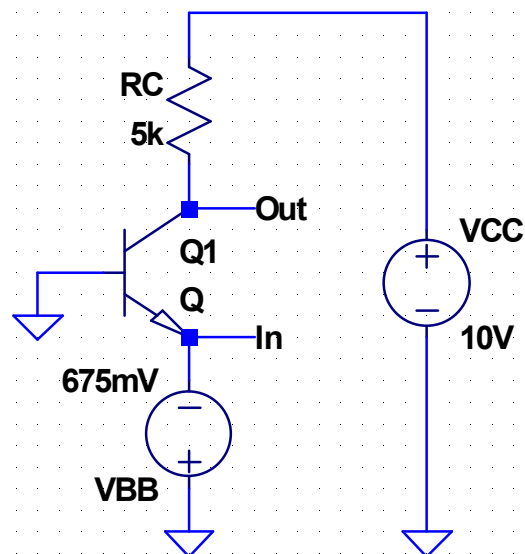 RC
5k
Out
Q1
Q
In
675mV
VBB
VCC
+
−
10V
−
+